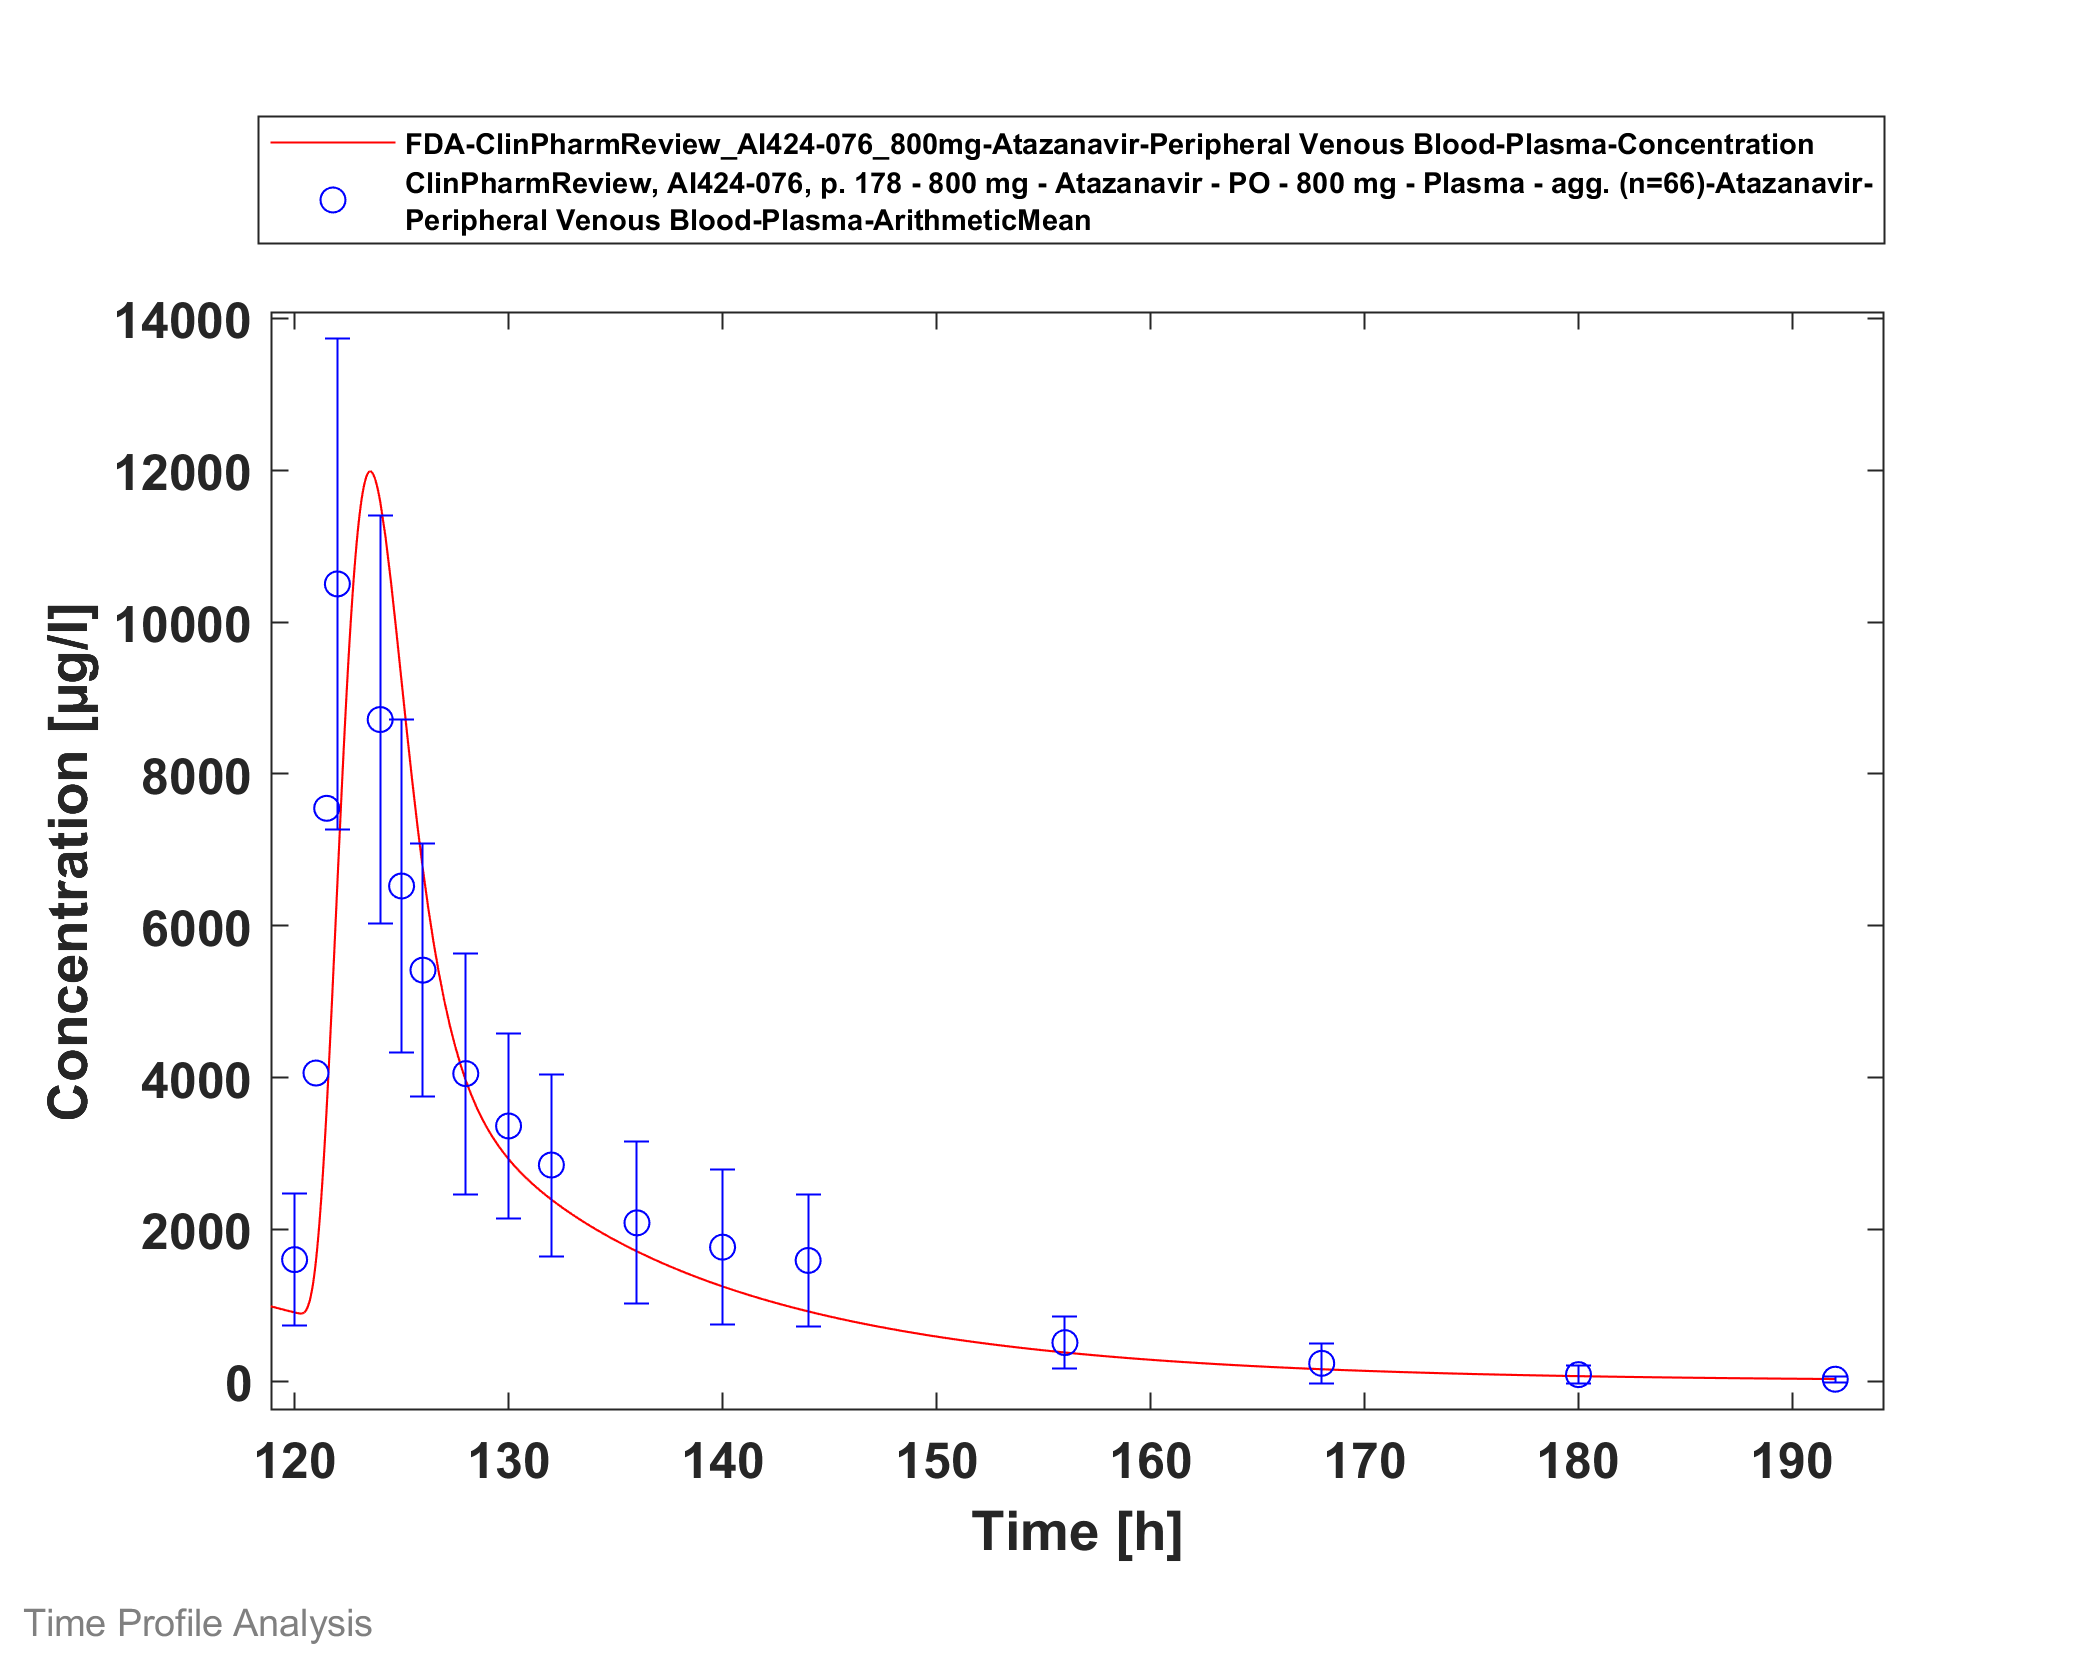 FDA-ClinPharmReview_AI424-076_800mg-Atazanavir-Peripheral Venous Blood-Plasma-Concentration
ClinPharmReview, AI424-076, p. 178 - 800 mg - Atazanavir - PO - 800 mg - Plasma - agg. (n=66)-Atazanavir-
Peripheral Venous Blood-Plasma-ArithmeticMean
14000
12000
10000
8000
6000
4000
2000
0
Concentration [µg/l]
120 130 140 150 160 170 180 190
Time [h]
Time Profile Analysis